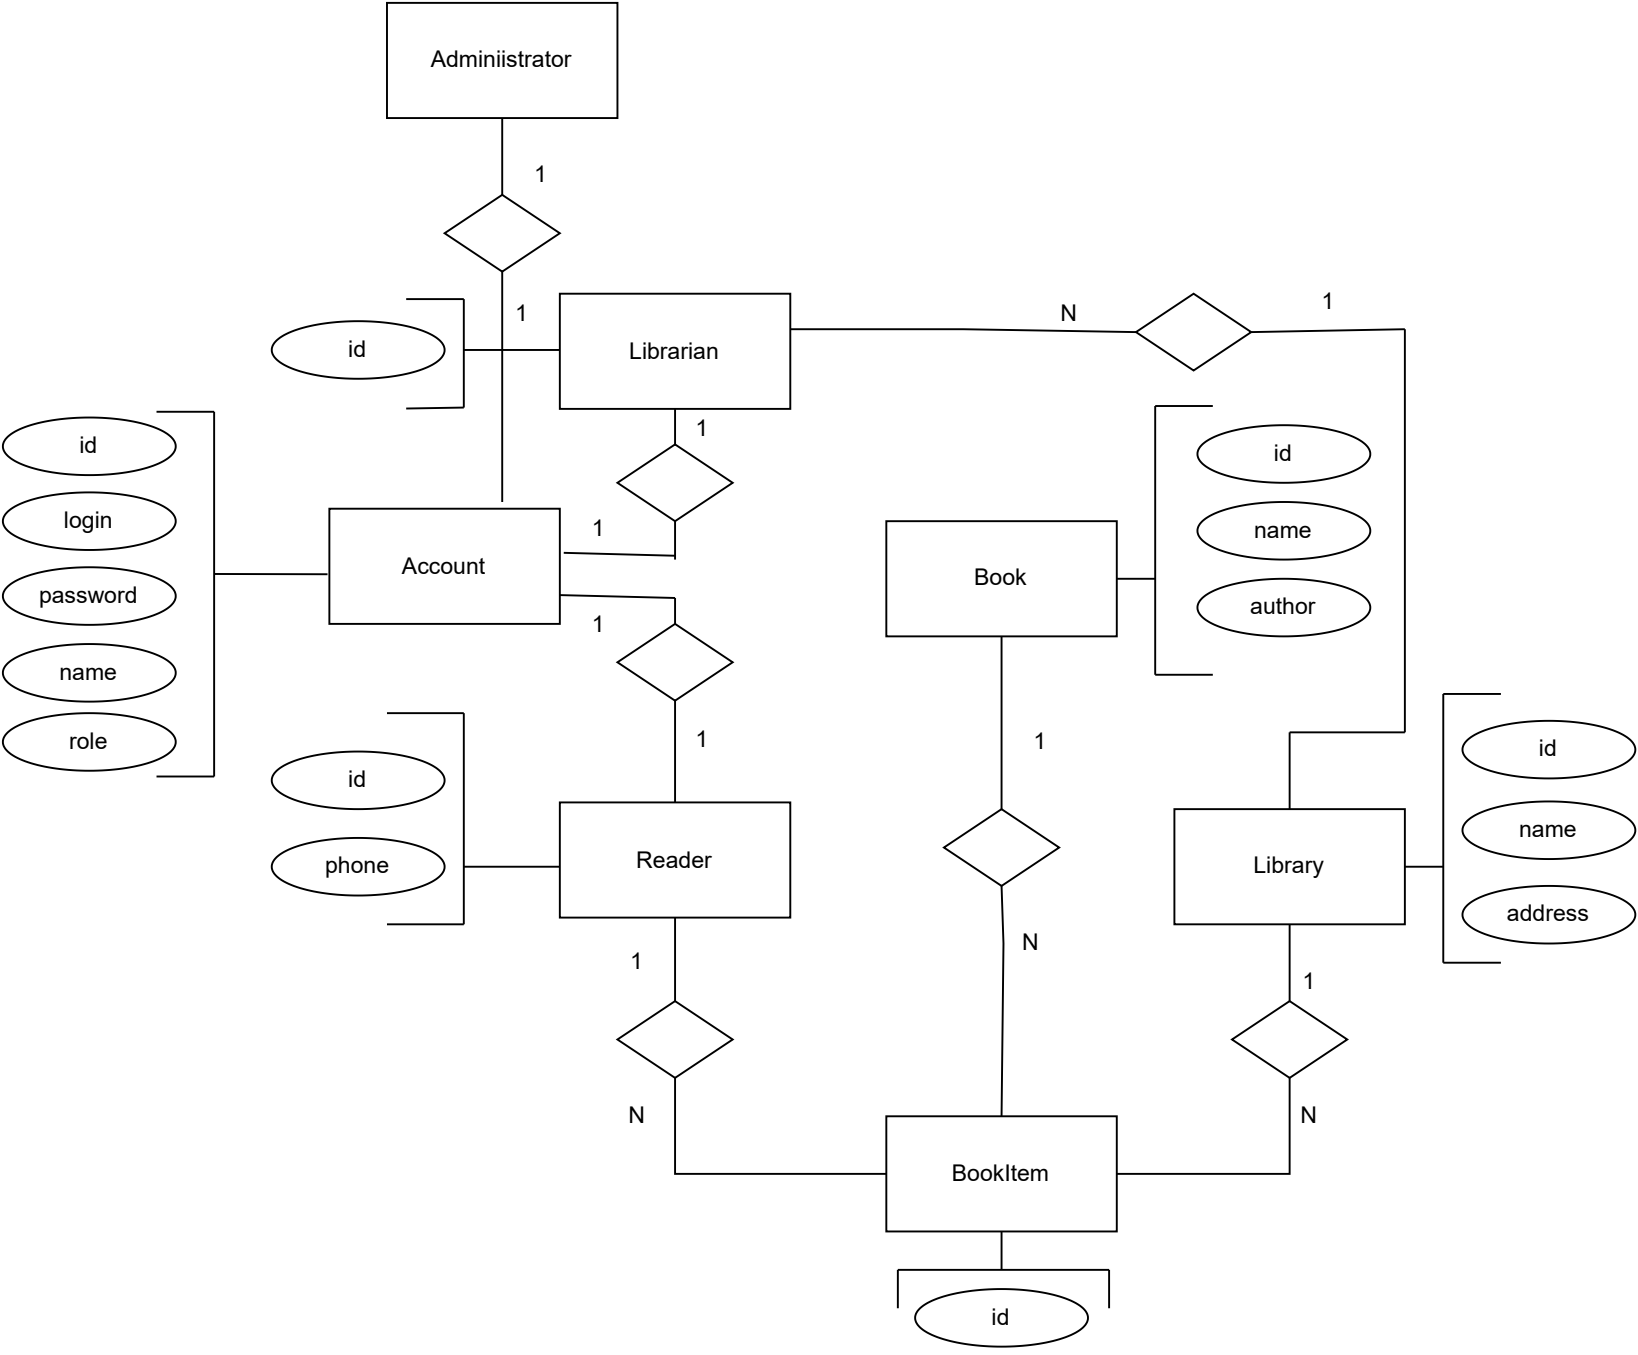 Adminiistrator
1
1
N
1
id
Librarian
1
id
login
password
name
role
1
Account
1
Book
id
name
author
id
phone
1
Reader
1
Library
id
name
address
1
N
1
N
N
BookItem
id